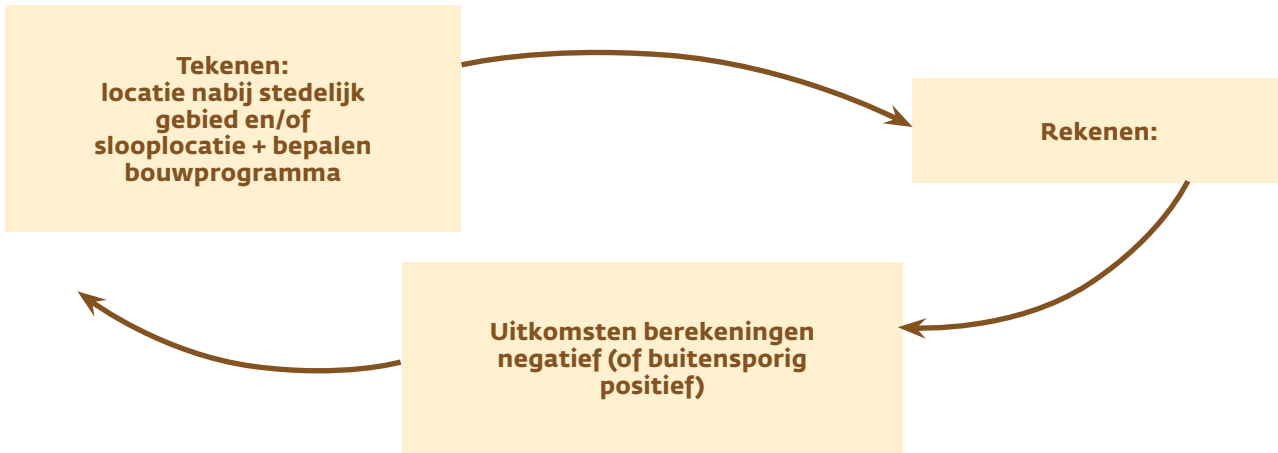 Tekenen:
locatie nabij stedelijk
gebied en/of
slooplocatie + bepalen
bouwprogramma
Rekenen:
Uitkomsten berekeningen
negatief (of buitensporig
positief)